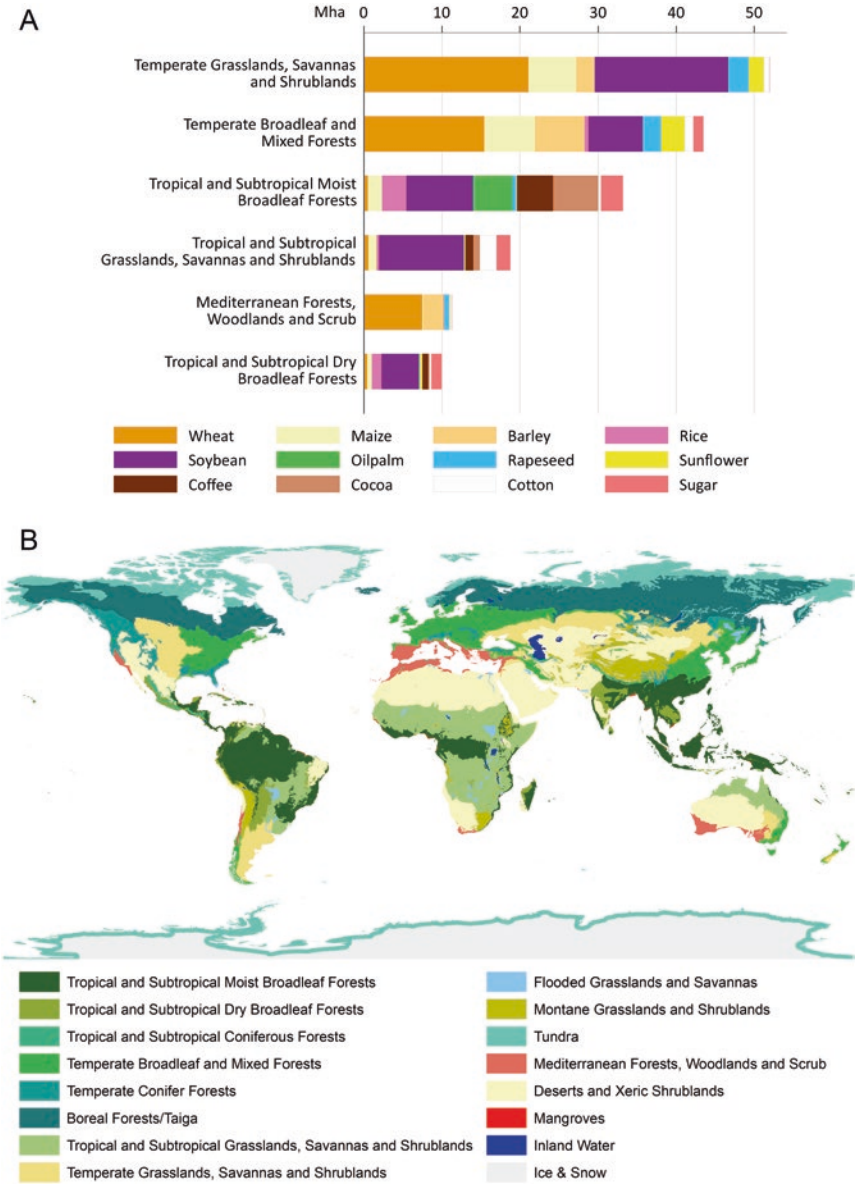 A
Mha 0 10 20 30 40 50
Temperate Grasslands, Savannas
and Shrublands
Temperate Broadleaf and
Mixed Forests
Tropical and Subtropical Moist
Broadleaf Forests
Tropical and Subtropical
Grasslands, Savannas and Shrublands
Mediterranean Forests,
Woodlands and Scrub
Tropical and Subtropical Dry
Broadleaf Forests
Wheat Maize Barley Rice
Soybean Oilpalm Rapeseed Sunflower
Coffee Cocoa Cotton Sugar
B
Tropical and Subtropical Moist Broadleaf Forests
Tropical and Subtropical Dry Broadleaf Forests
Tropical and Subtropical Coniferous Forests
Temperate Broadleaf and Mixed Forests
Temperate Conifer Forests
Boreal Forests/Taiga
Tropical and Subtropical Grasslands, Savannas and Shrublands
Temperate Grasslands, Savannas and Shrublands
Flooded Grasslands and Savannas
Montane Grasslands and Shrublands
Tundra
Mediterranean Forests, Woodlands and Scrub
Deserts and Xeric Shrublands
Mangroves
Inland Water
Ice & Snow